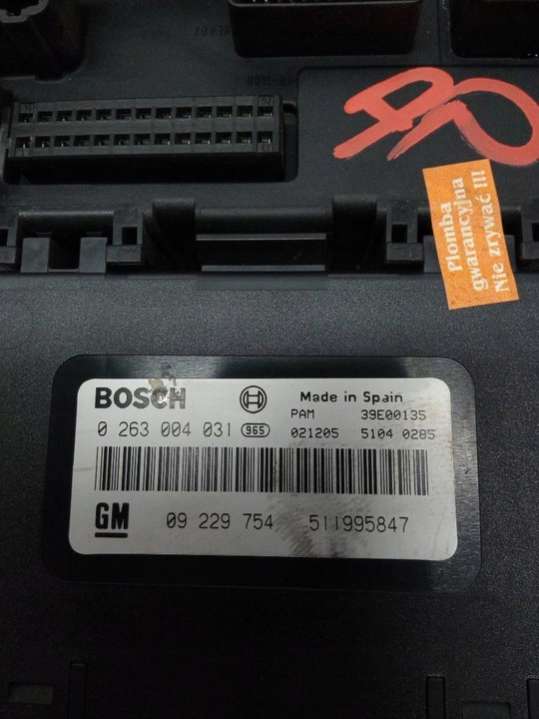 Plomba
gwarancyjna
Nie zrywać !!!
BOSCH
Made in Spain
PAM 39E00135
0 263 004 031 965
021205 5104 0285
GM 09 229 754 511995847